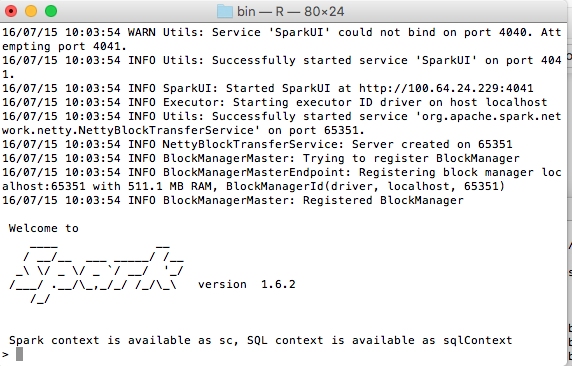 bin — R — 80×24
16/07/15 10:03:54 WARN Utils: Service 'SparkUI' could not bind on port 4040. Att
empting port 4041.
16/07/15 10:03:54 INFO Utils: Successfully started service 'SparkUI' on port 404
1.
16/07/15 10:03:54 INFO SparkUI: Started SparkUI at http://100.64.24.229:4041
16/07/15 10:03:54 INFO Executor: Starting executor ID driver on host localhost
16/07/15 10:03:54 INFO Utils: Successfully started service 'org.apache.spark.net
work.netty.NettyBlockTransferService' on port 65351.
16/07/15 10:03:54 INFO NettyBlockTransferService: Server created on 65351
16/07/15 10:03:54 INFO BlockManagerMaster: Trying to register BlockManager
16/07/15 10:03:54 INFO BlockManagerMasterEndpoint: Registering block manager loc
alhost:65351 with 511.1 MB RAM, BlockManagerId(driver, localhost, 65351)
16/07/15 10:03:54 INFO BlockManagerMaster: Registered BlockManager

 Welcome to
    ____              __
   / __/__  ___ _____/ /__
  _\ \/ _ \/ _ `/ __/  '_/
 /___/ .__/\_,_/_/ /_/\_\   version  1.6.2
    /_/

 Spark context is available as sc, SQL context is available as sqlContext
>